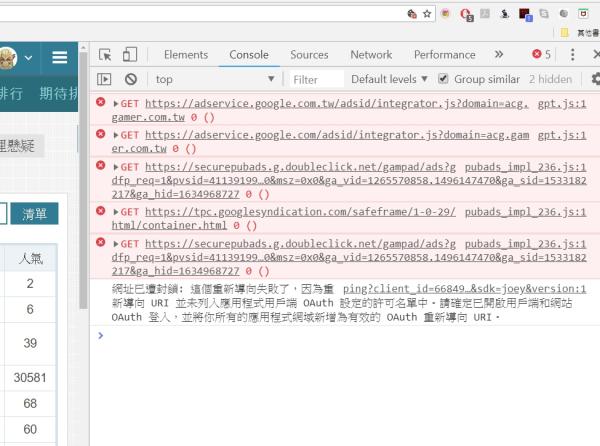 其他書
Elements Console Sources Network Performance » 5
top Filter Default levels Group similar 2 hidden
GET https://adservice.google.com.tw/adsid/integrator.js?domain=acg. gpt.js:1
gamer.com.tw 0 ()
GET https://adservice.google.com/adsid/integrator.js?domain=acg.gam gpt.js:1
er.com.tw 0 ()
GET https://securepubads.g.doubleclick.net/gampad/ads?g pubads_impl_236.js:1
dfp_req=1&pvsid=41139199…0&msz=0x0&ga_vid=1265570858.1496147470&ga_sid=1533182
217&ga_hid=1634968727 0 ()
GET https://tpc.googlesyndication.com/safeframe/1-0-29/ pubads_impl_236.js:1
html/container.html 0 ()
GET https://securepubads.g.doubleclick.net/gampad/ads?g pubads_impl_236.js:1
dfp_req=1&pvsid=41139199…0&msz=0x0&ga_vid=1265570858.1496147470&ga_sid=1533182
217&ga_hid=1634968727 0 ()
網址已遭封鎖: 這個重新導向失敗了，因為重 ping?client_id=66849…&sdk=joey&version:1
新導向 URI 並未列入應用程式用戶端 OAuth 設定的許可名單中。請確定已開啟用戶端和網站
OAuth 登入，並將你所有的應用程式網域新增為有效的 OAuth 重新導向 URI。
排行 期待排
理懸疑
清單
人氣
2
6
39
30581
68
60